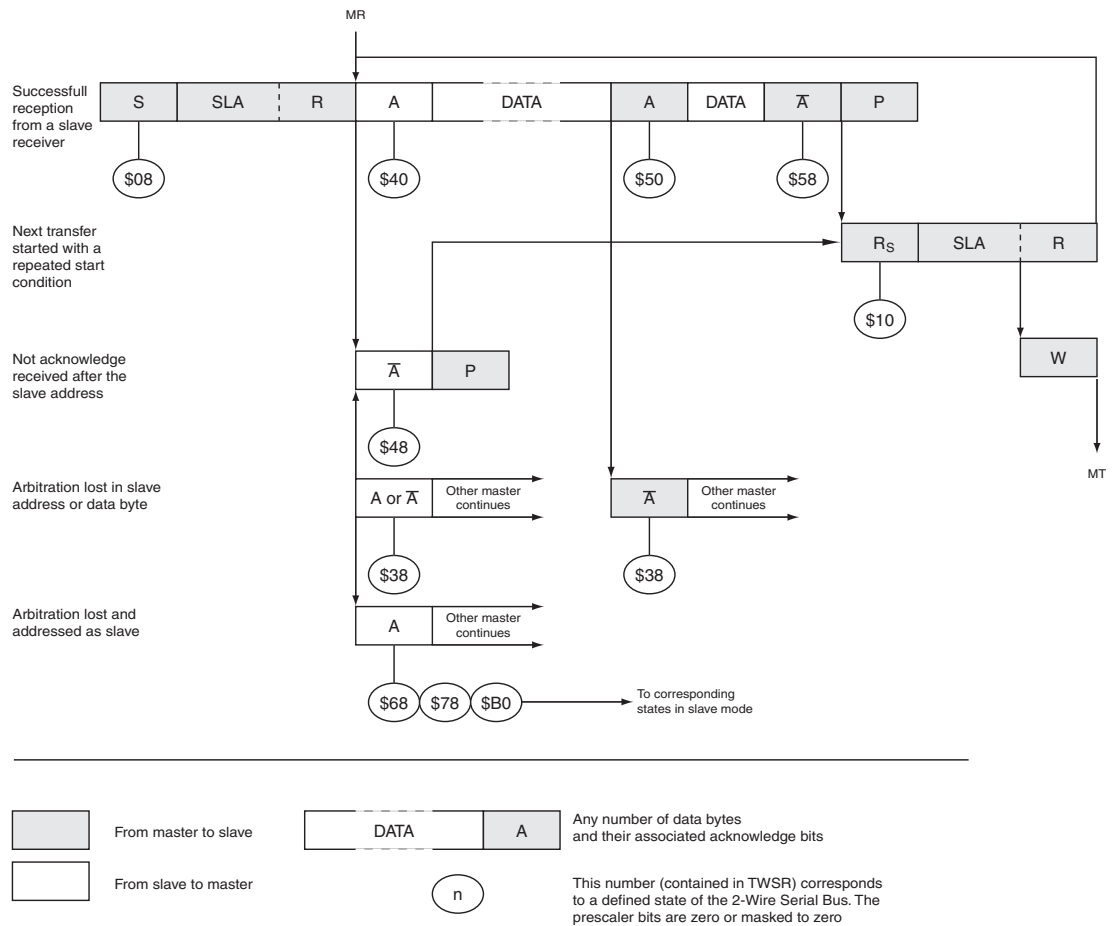 MR
Successfull
reception
from a slave
receiver
S SLA R A DATA A DATA A̅ P
$08 $40 $50 $58
Next transfer
started with a
repeated start
condition
RS SLA R
$10
Not acknowledge
received after the
slave address
A̅ P
W
$48
MT
Arbitration lost in slave
address or data byte
A or A̅ Other master
continues
A̅ Other master
continues
$38 $38
Arbitration lost and
addressed as slave
A Other master
continues
$68 $78 $B0
To corresponding
states in slave mode
From master to slave
DATA A
Any number of data bytes
and their associated acknowledge bits
From slave to master
n
This number (contained in TWSR) corresponds
to a defined state of the 2-Wire Serial Bus. The
prescaler bits are zero or masked to zero